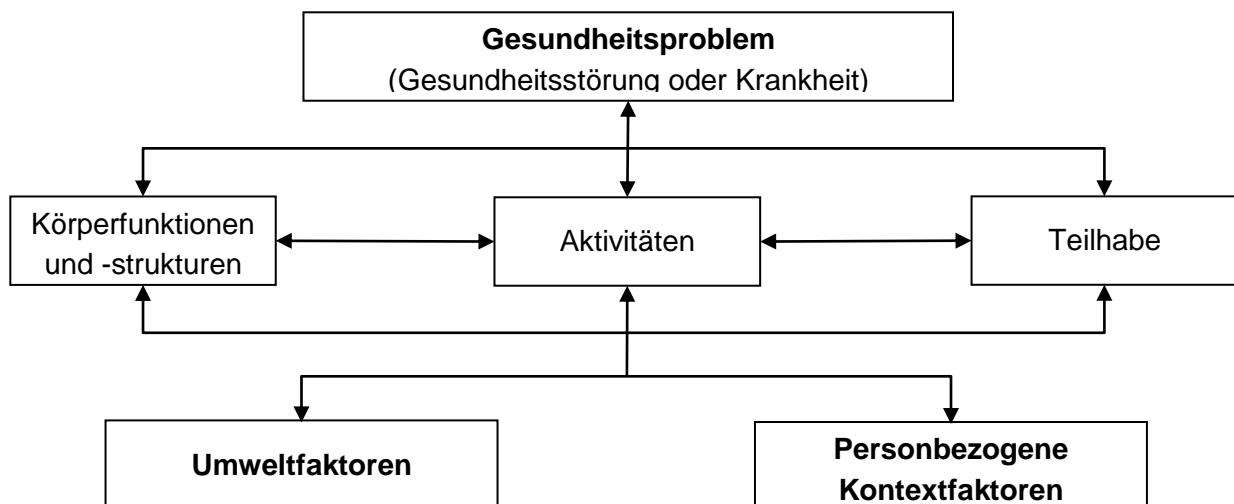 Gesundheitsproblem
(Gesundheitsstörung oder Krankheit)
Körperfunktionen
und -strukturen
Aktivitäten
Teilhabe
Umweltfaktoren
Personbezogene
Kontextfaktoren